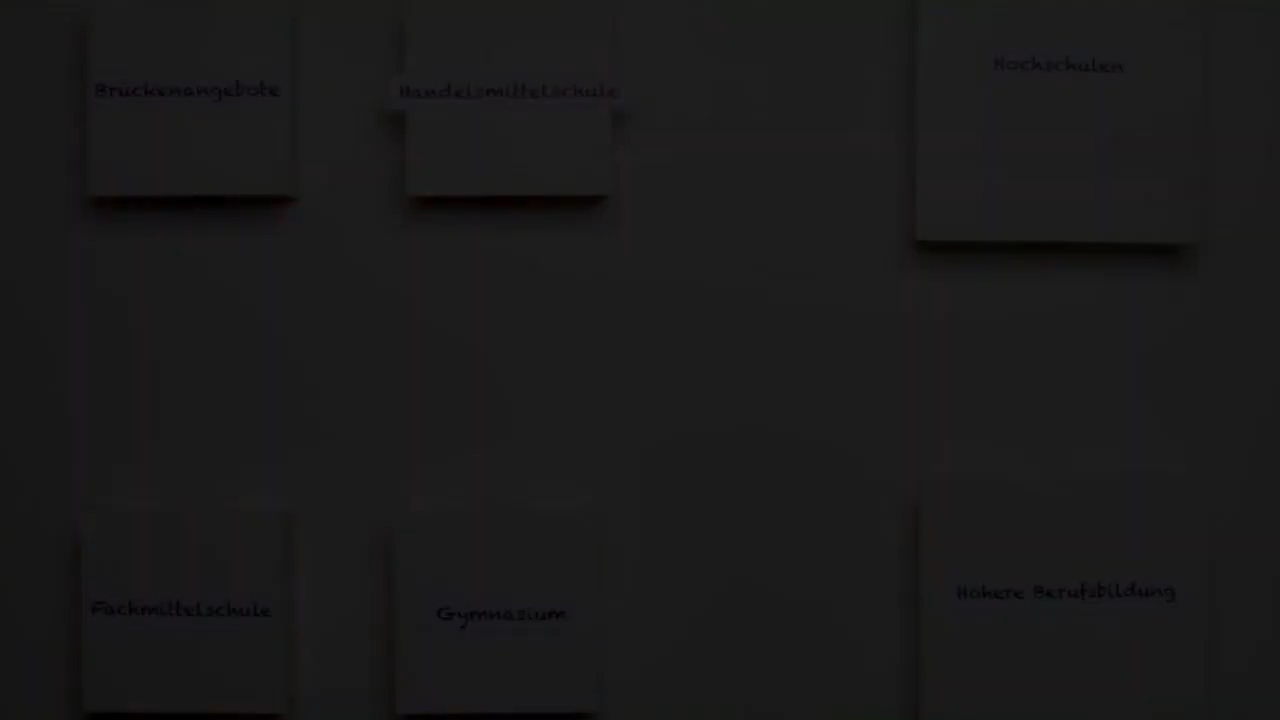 Brückenangebote
Handelsmittelschule
Hochschulen
Fachmittelschule
Gymnasium
Höhere Berufsbildung